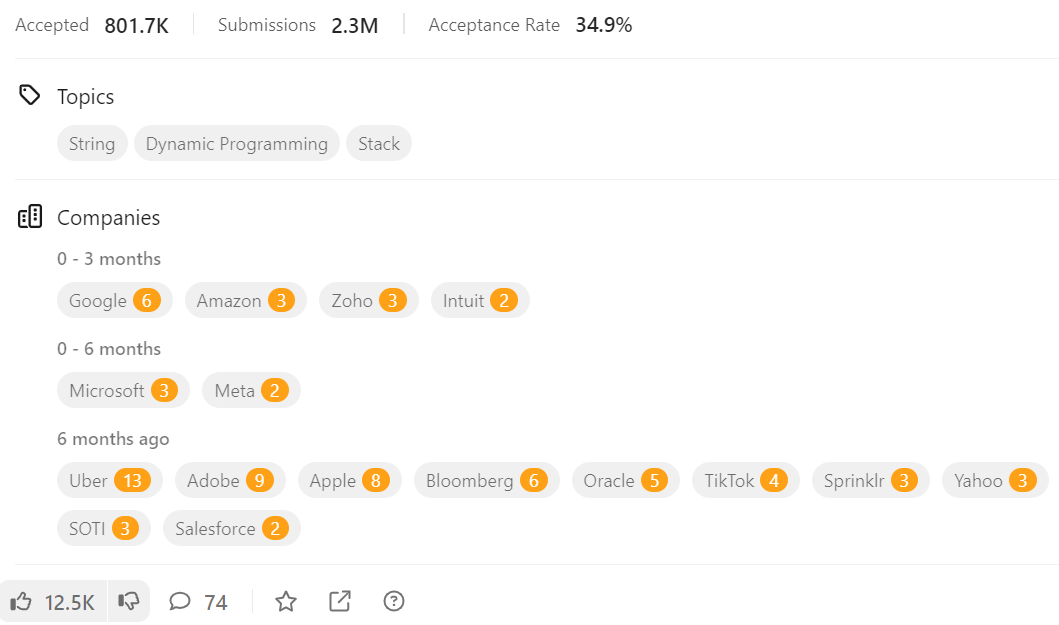 Accepted 801.7K Submissions 2.3M Acceptance Rate 34.9%
Topics
String Dynamic Programming Stack
Companies
0 - 3 months
Google 6 Amazon 3 Zoho 3 Intuit 2
0 - 6 months
Microsoft 3 Meta 2
6 months ago
Uber 13 Adobe 9 Apple 8 Bloomberg 6 Oracle 5 TikTok 4 Sprinklr 3 Yahoo 3
SOTI 3 Salesforce 2
12.5K 74